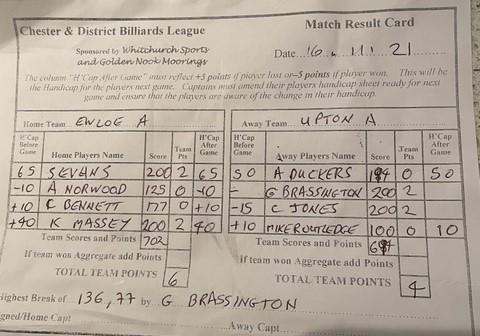 Chester & District Billiards League
Match Result Card
Sponsored by Whitchurch Sports
and Golden Nook Moorings
Date 16 . 11 . 21
The column "H'Cap After Game" must reflect +5 points if player lost or –5 points if player won. This will be
the Handicap for the players next game. Captains must amend their players handicap sheet ready for next
game and ensure that the players are aware of the change in their handicap.
Home Team EWLOE A
Away Team UPTON A
H'Cap Before Game Home Players Name Score Team Pts H'Cap After Game
H'Cap Before Game Away Players Name Score Team Pts H'Cap After Game
65 S EVANS 200 2 65 50 A DUCKERS 194 0 50
-10 A NORWOOD 125 0 -10 - G BRASSINGTON 200 2
+10 C BENNETT 177 0 +10 -15 C JONES 200 2
+40 K MASSEY 200 2 40 +10 MIKE ROUTLEDGE 100 0 10
Team Scores and Points 702
Team Scores and Points
If team won Aggregate add Points
If team won Aggregate add Points
TOTAL TEAM POINTS 6
TOTAL TEAM POINTS 4
Highest Break of 136, 77 by G BRASSINGTON
Signed/Home Capt
Away Capt